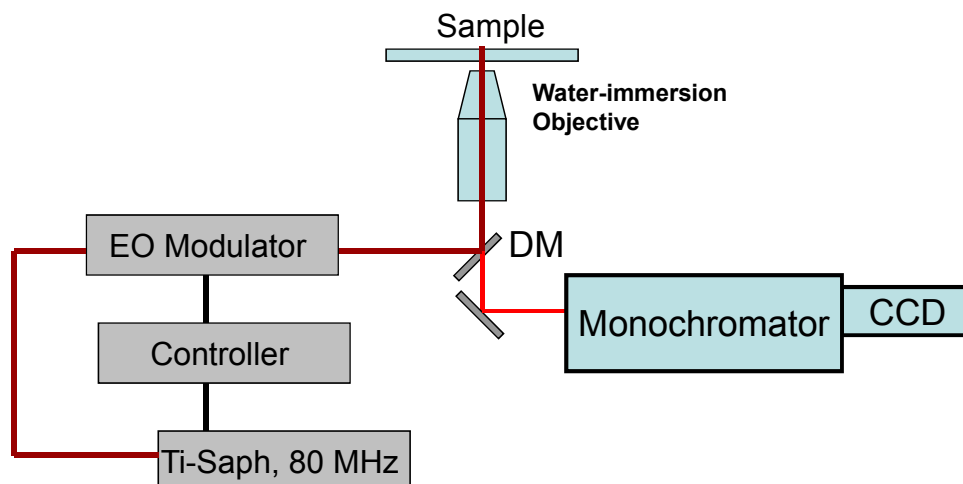 Sample
Water-immersion
Objective
EO Modulator
DM
Monochromator
CCD
Controller
Ti-Saph, 80 MHz